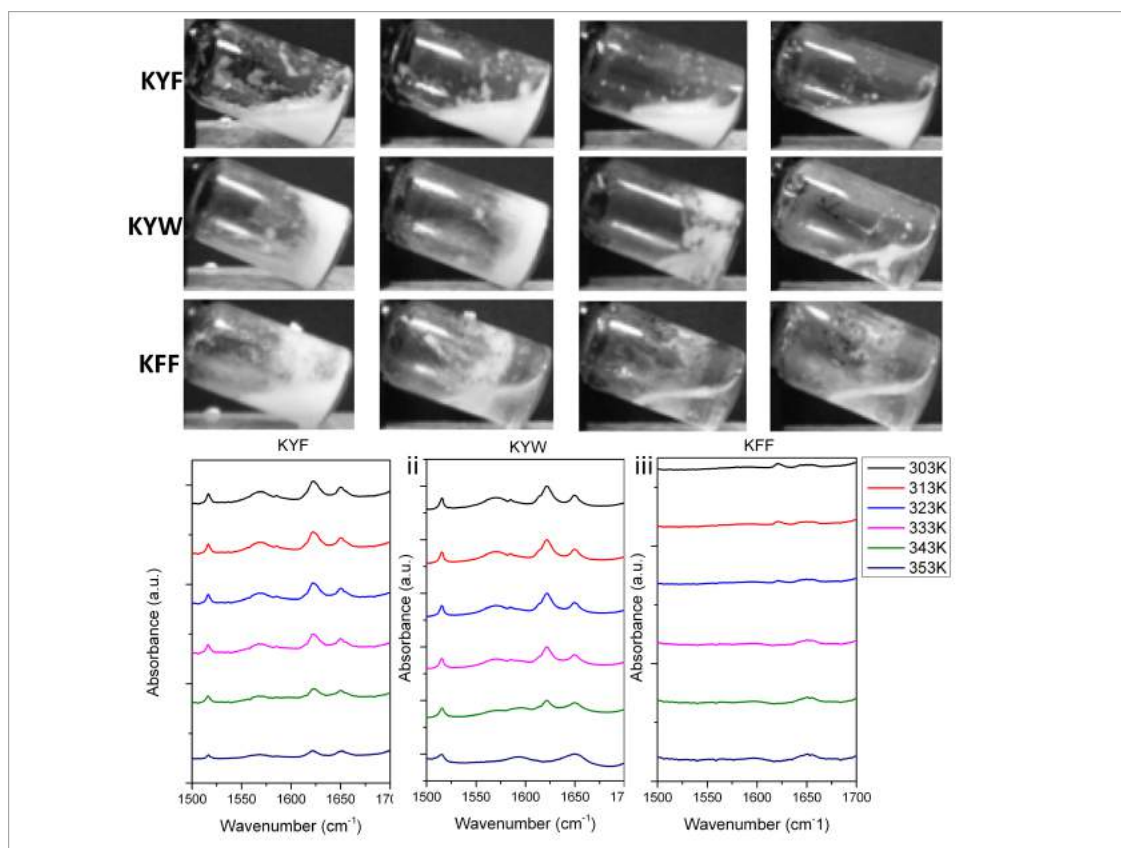 KYF
KYW
KFF
KYF
ii
KYW
iii
KFF
303K
313K
323K
333K
343K
353K
Absorbance (a.u.)
Absorbance (a.u.)
Absorbance (a.u.)
1500 1550 1600 1650 170
1500 1550 1600 1650 1700
1500 1550 1600 1650 1700
Wavenumber (cm⁻¹)
Wavenumber (cm⁻¹)
Wavenumber (cm⁻1)